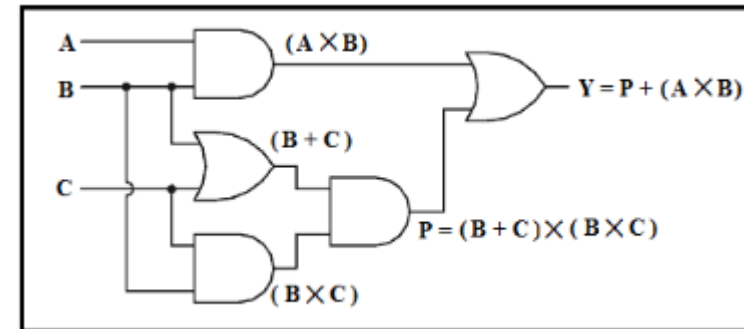 A
(A×B)
B
Y = P + (A×B)
(B + C)
C
P = (B + C)×(B×C)
(B×C)